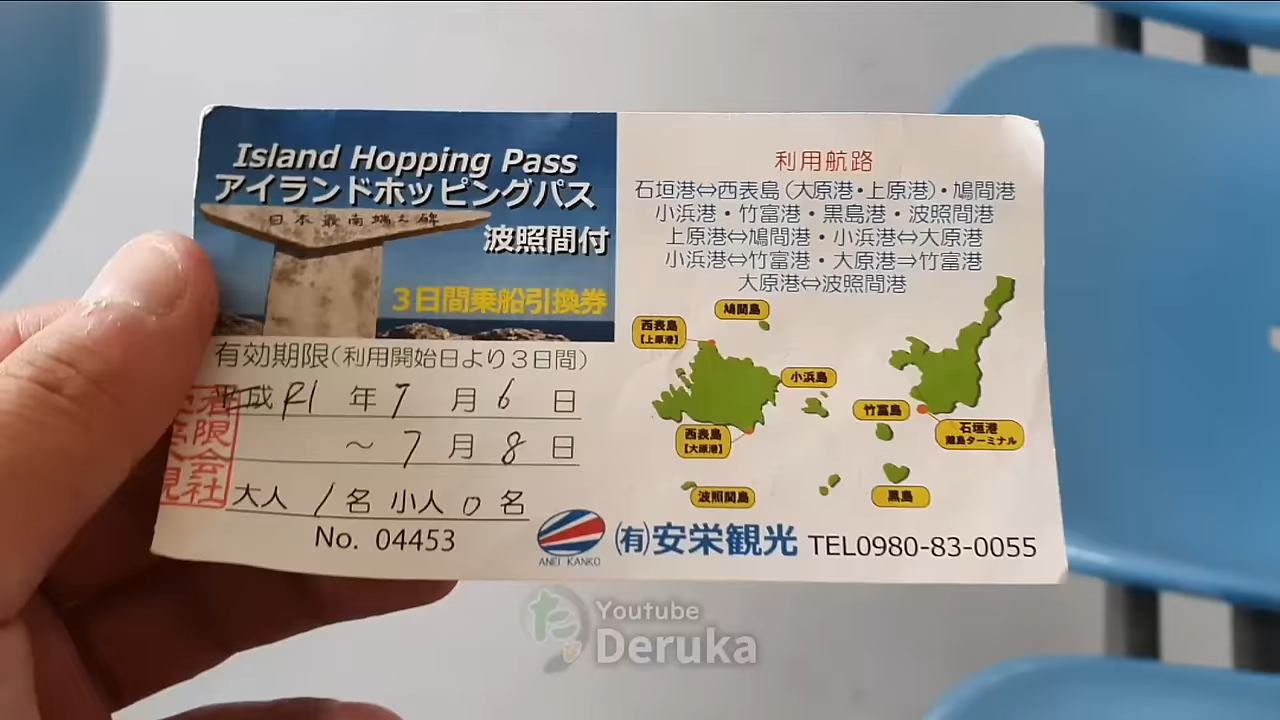 Island Hopping Pass
アイランドホッピングパス
日本最南端之碑
波照間付
3日間乗船引換券
有効期限(利用開始日より3日間)
平成 R1 年 7 月 6 日
~ 7 月 8 日
大人 1 名 小人 0 名
No. 04453
有限会社
利用航路
石垣港⇔西表島(大原港・上原港)・鳩間港
小浜港・竹富港・黒島港・波照間港
上原港⇔鳩間港・小浜港⇔大原港
小浜港⇔竹富港・大原港⇒竹富港
大原港⇔波照間港
鳩間島
西表島
【上原港】
小浜島
竹富島
石垣港
離島ターミナル
西表島
【大原港】
波照間島
黒島
ANEI KANKO
(有)安栄観光 TEL0980-83-0055
Youtube
Deruka